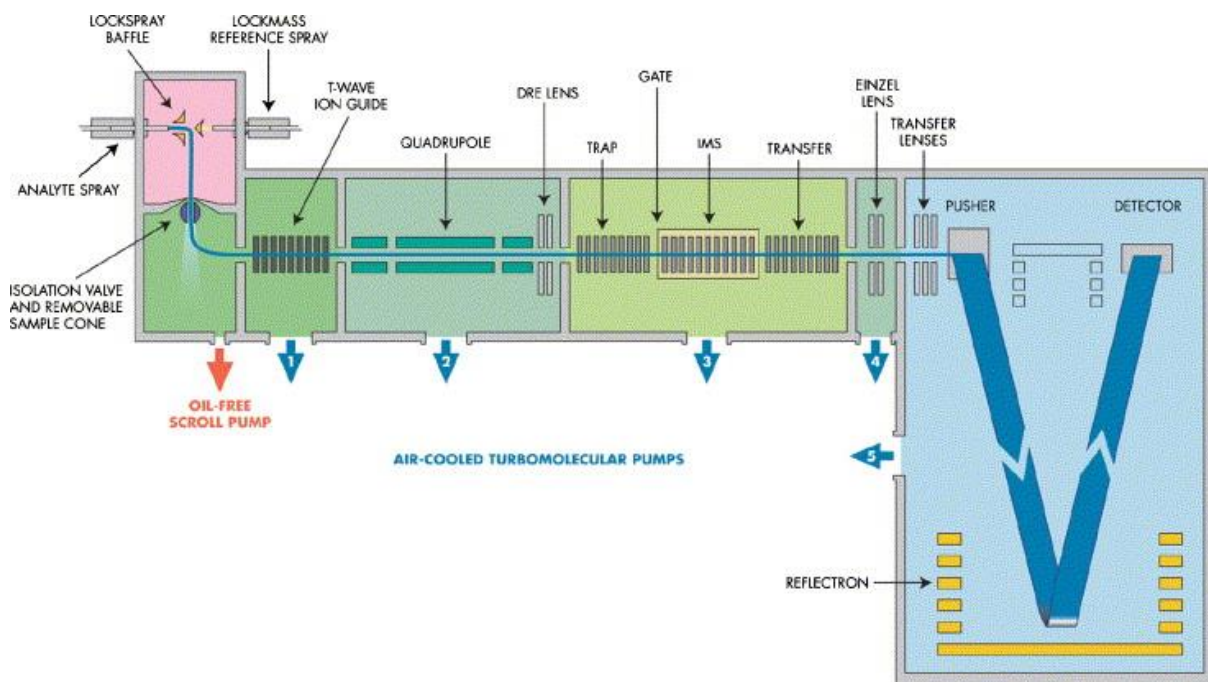 LOCKSPRAY
BAFFLE
LOCKMASS
REFERENCE SPRAY
T-WAVE
ION GUIDE
DRE LENS
GATE
EINZEL
LENS
QUADRUPOLE
TRAP
IMS
TRANSFER
TRANSFER
LENSES
ANALYTE SPRAY
PUSHER
DETECTOR
ISOLATION VALVE
AND REMOVABLE
SAMPLE CONE
1
2
3
4
OIL-FREE
SCROLL PUMP
AIR-COOLED TURBOMOLECULAR PUMPS
5
REFLECTRON